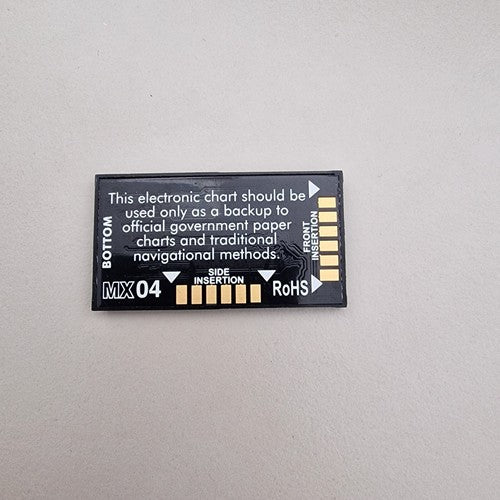 This electronic chart should be
used only as a backup to
official government paper
charts and traditional
navigational methods.
BOTTOM
FRONT
INSERTION
SIDE
INSERTION
MX04
RoHS